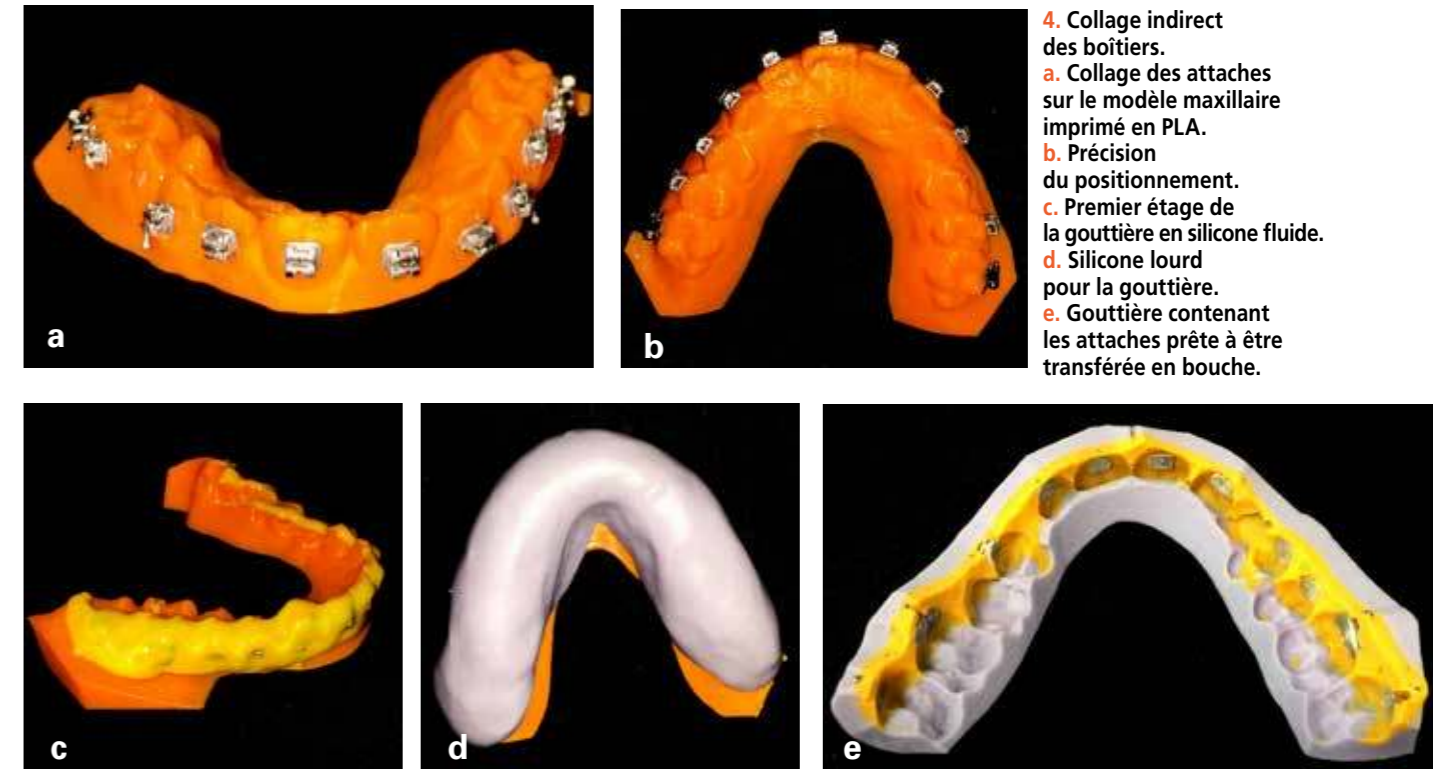 4. Collage indirect
des boîtiers.
a. Collage des attaches
sur le modèle maxillaire
imprimé en PLA.
b. Précision
du positionnement.
c. Premier étage de
la gouttière en silicone fluide.
d. Silicone lourd
pour la gouttière.
e. Gouttière contenant
les attaches prête à être
transférée en bouche.
a
b
c
d
e